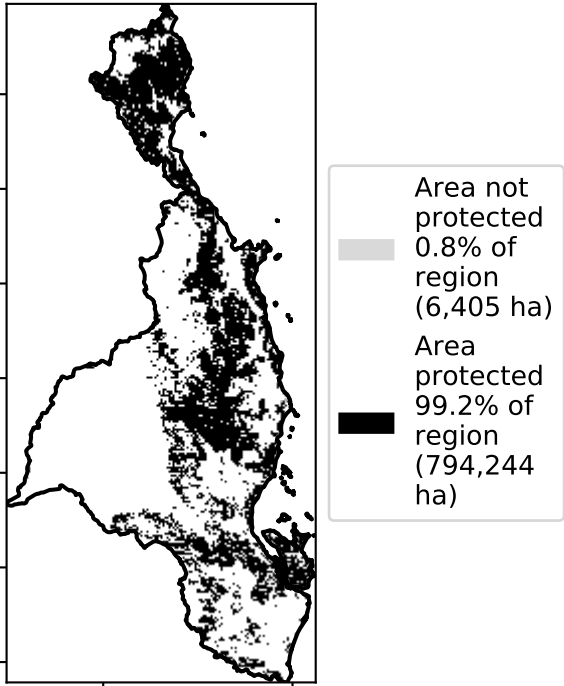 Area not
protected
0.8% of
region
(6,405 ha)
Area
protected
99.2% of
region
(794,244
ha)